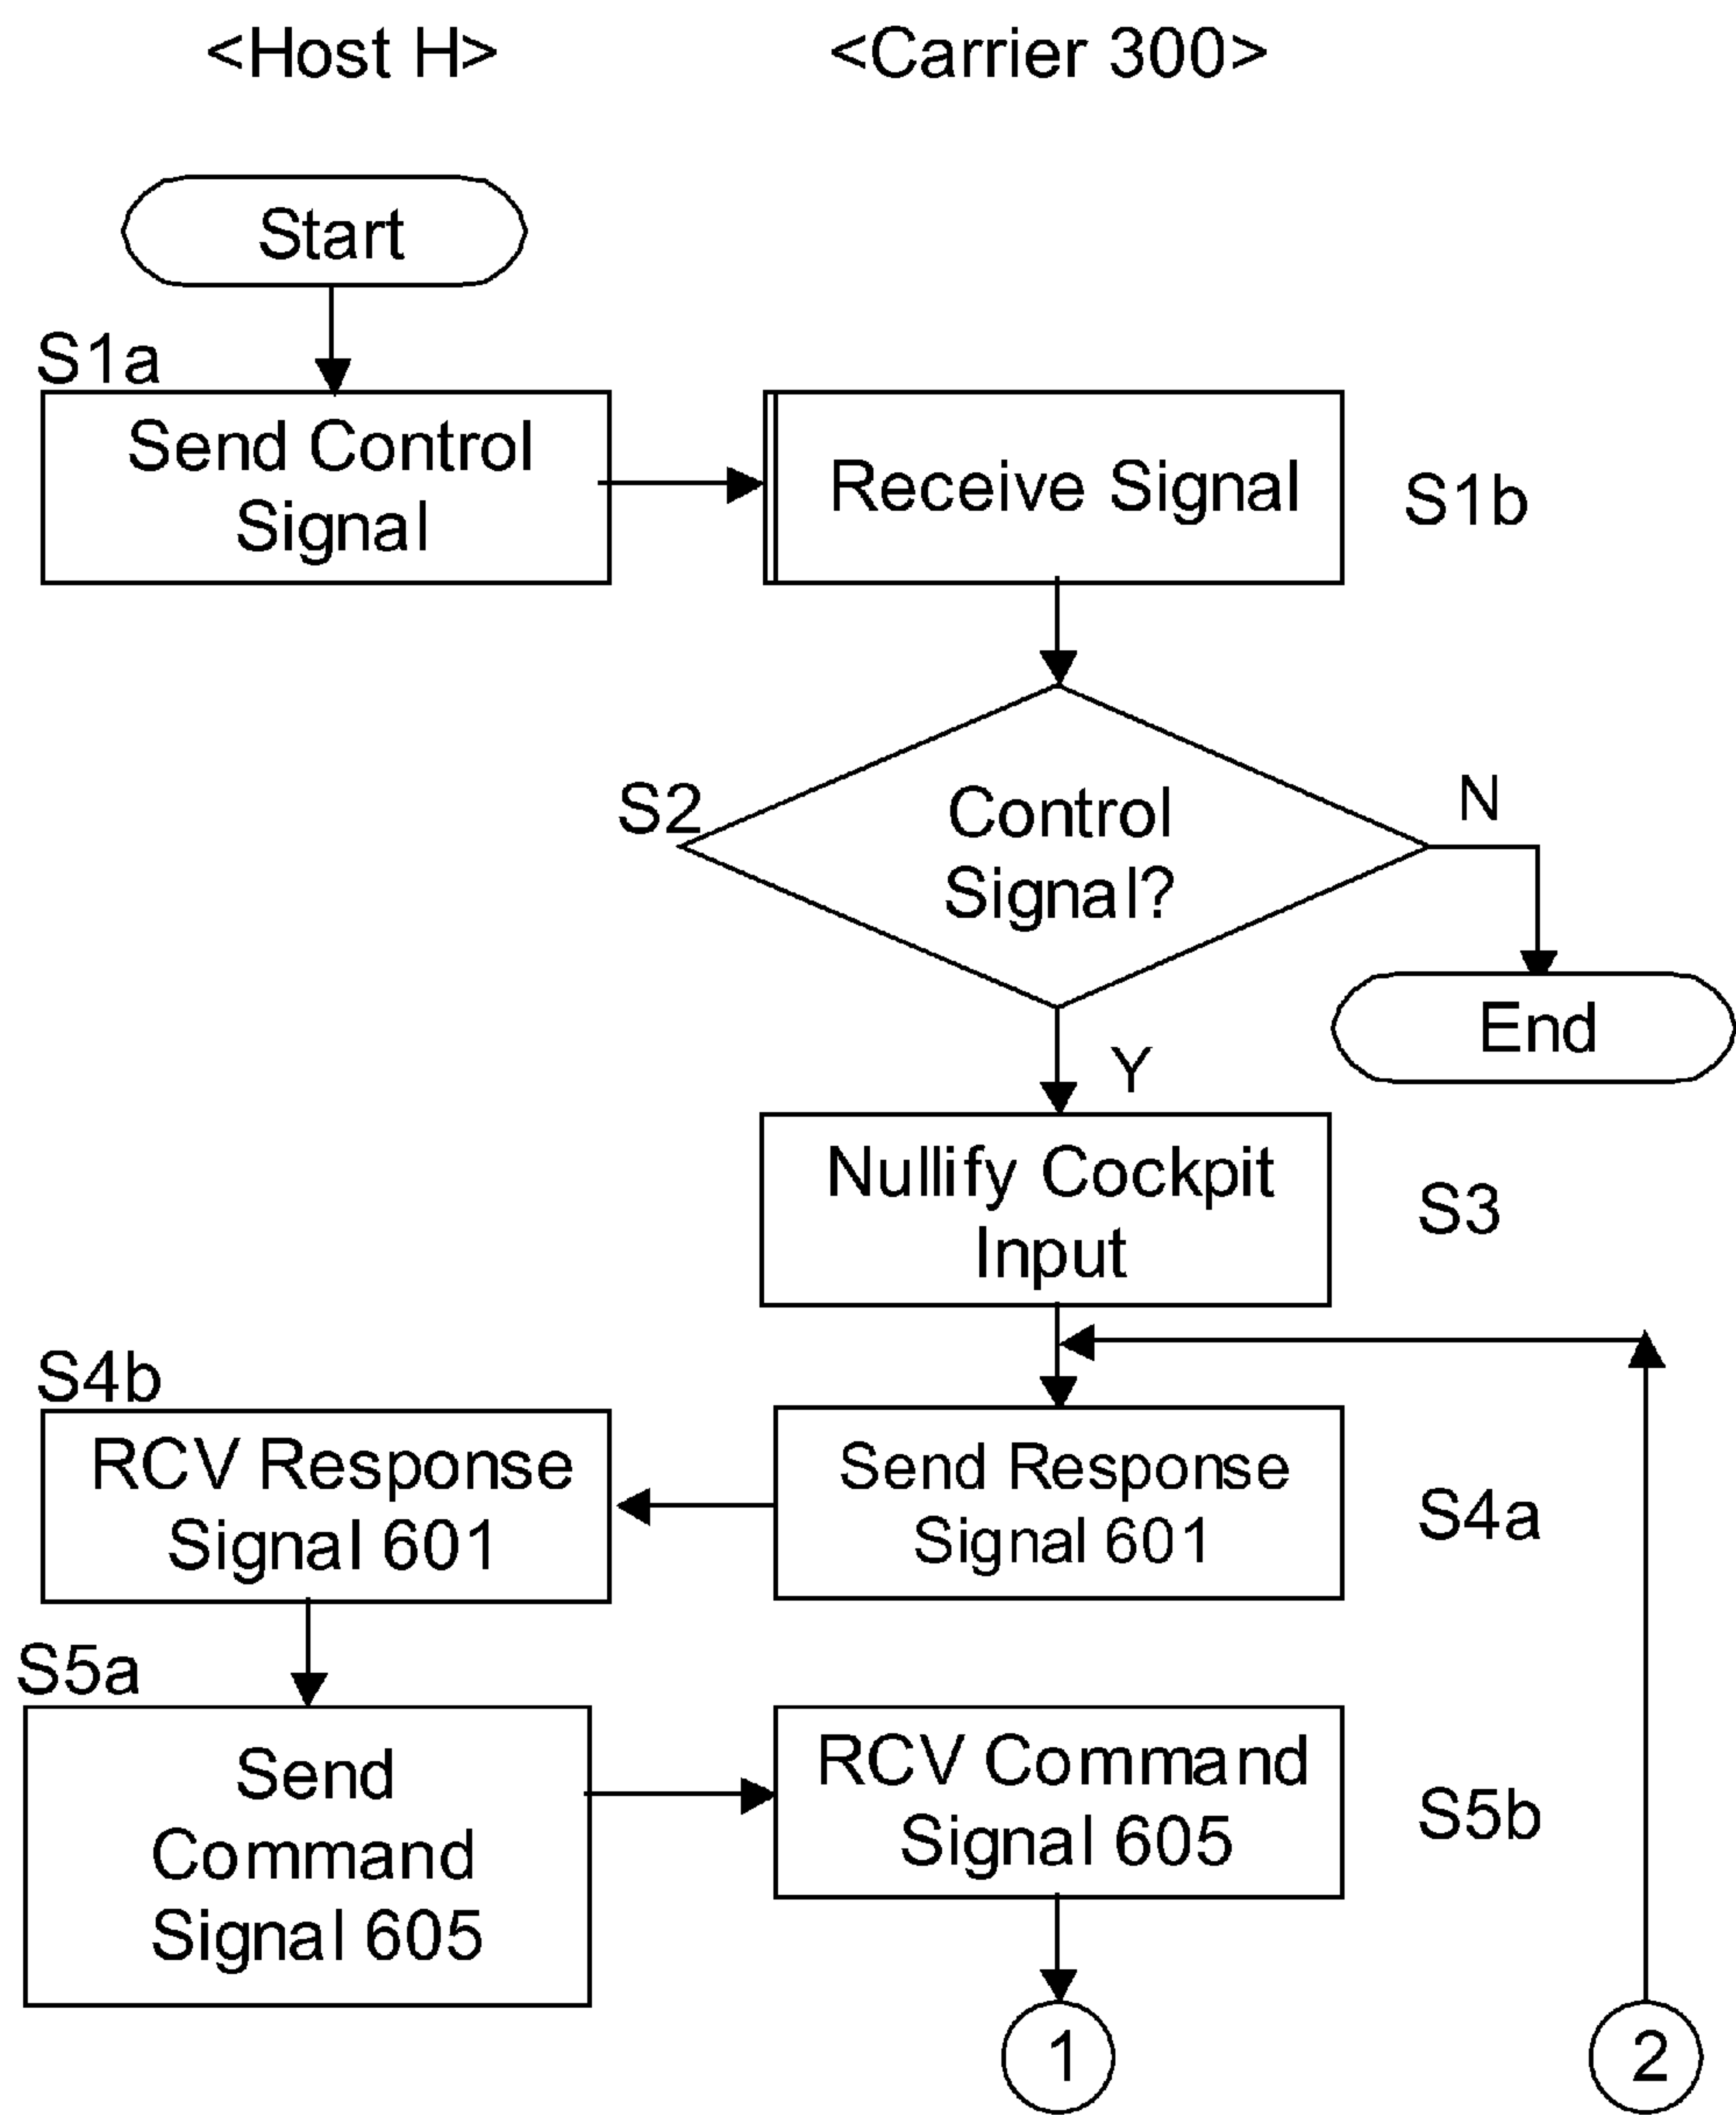 <Host H>
<Carrier 300>
Start
S1a
Send Control
Signal
Receive Signal
S1b
S2
Control
Signal?
N
End
Y
Nullify Cockpit
Input
S3
S4b
RCV Response
Signal 601
Send Response
Signal 601
S4a
S5a
Send
Command
Signal 605
RCV Command
Signal 605
S5b
1
2